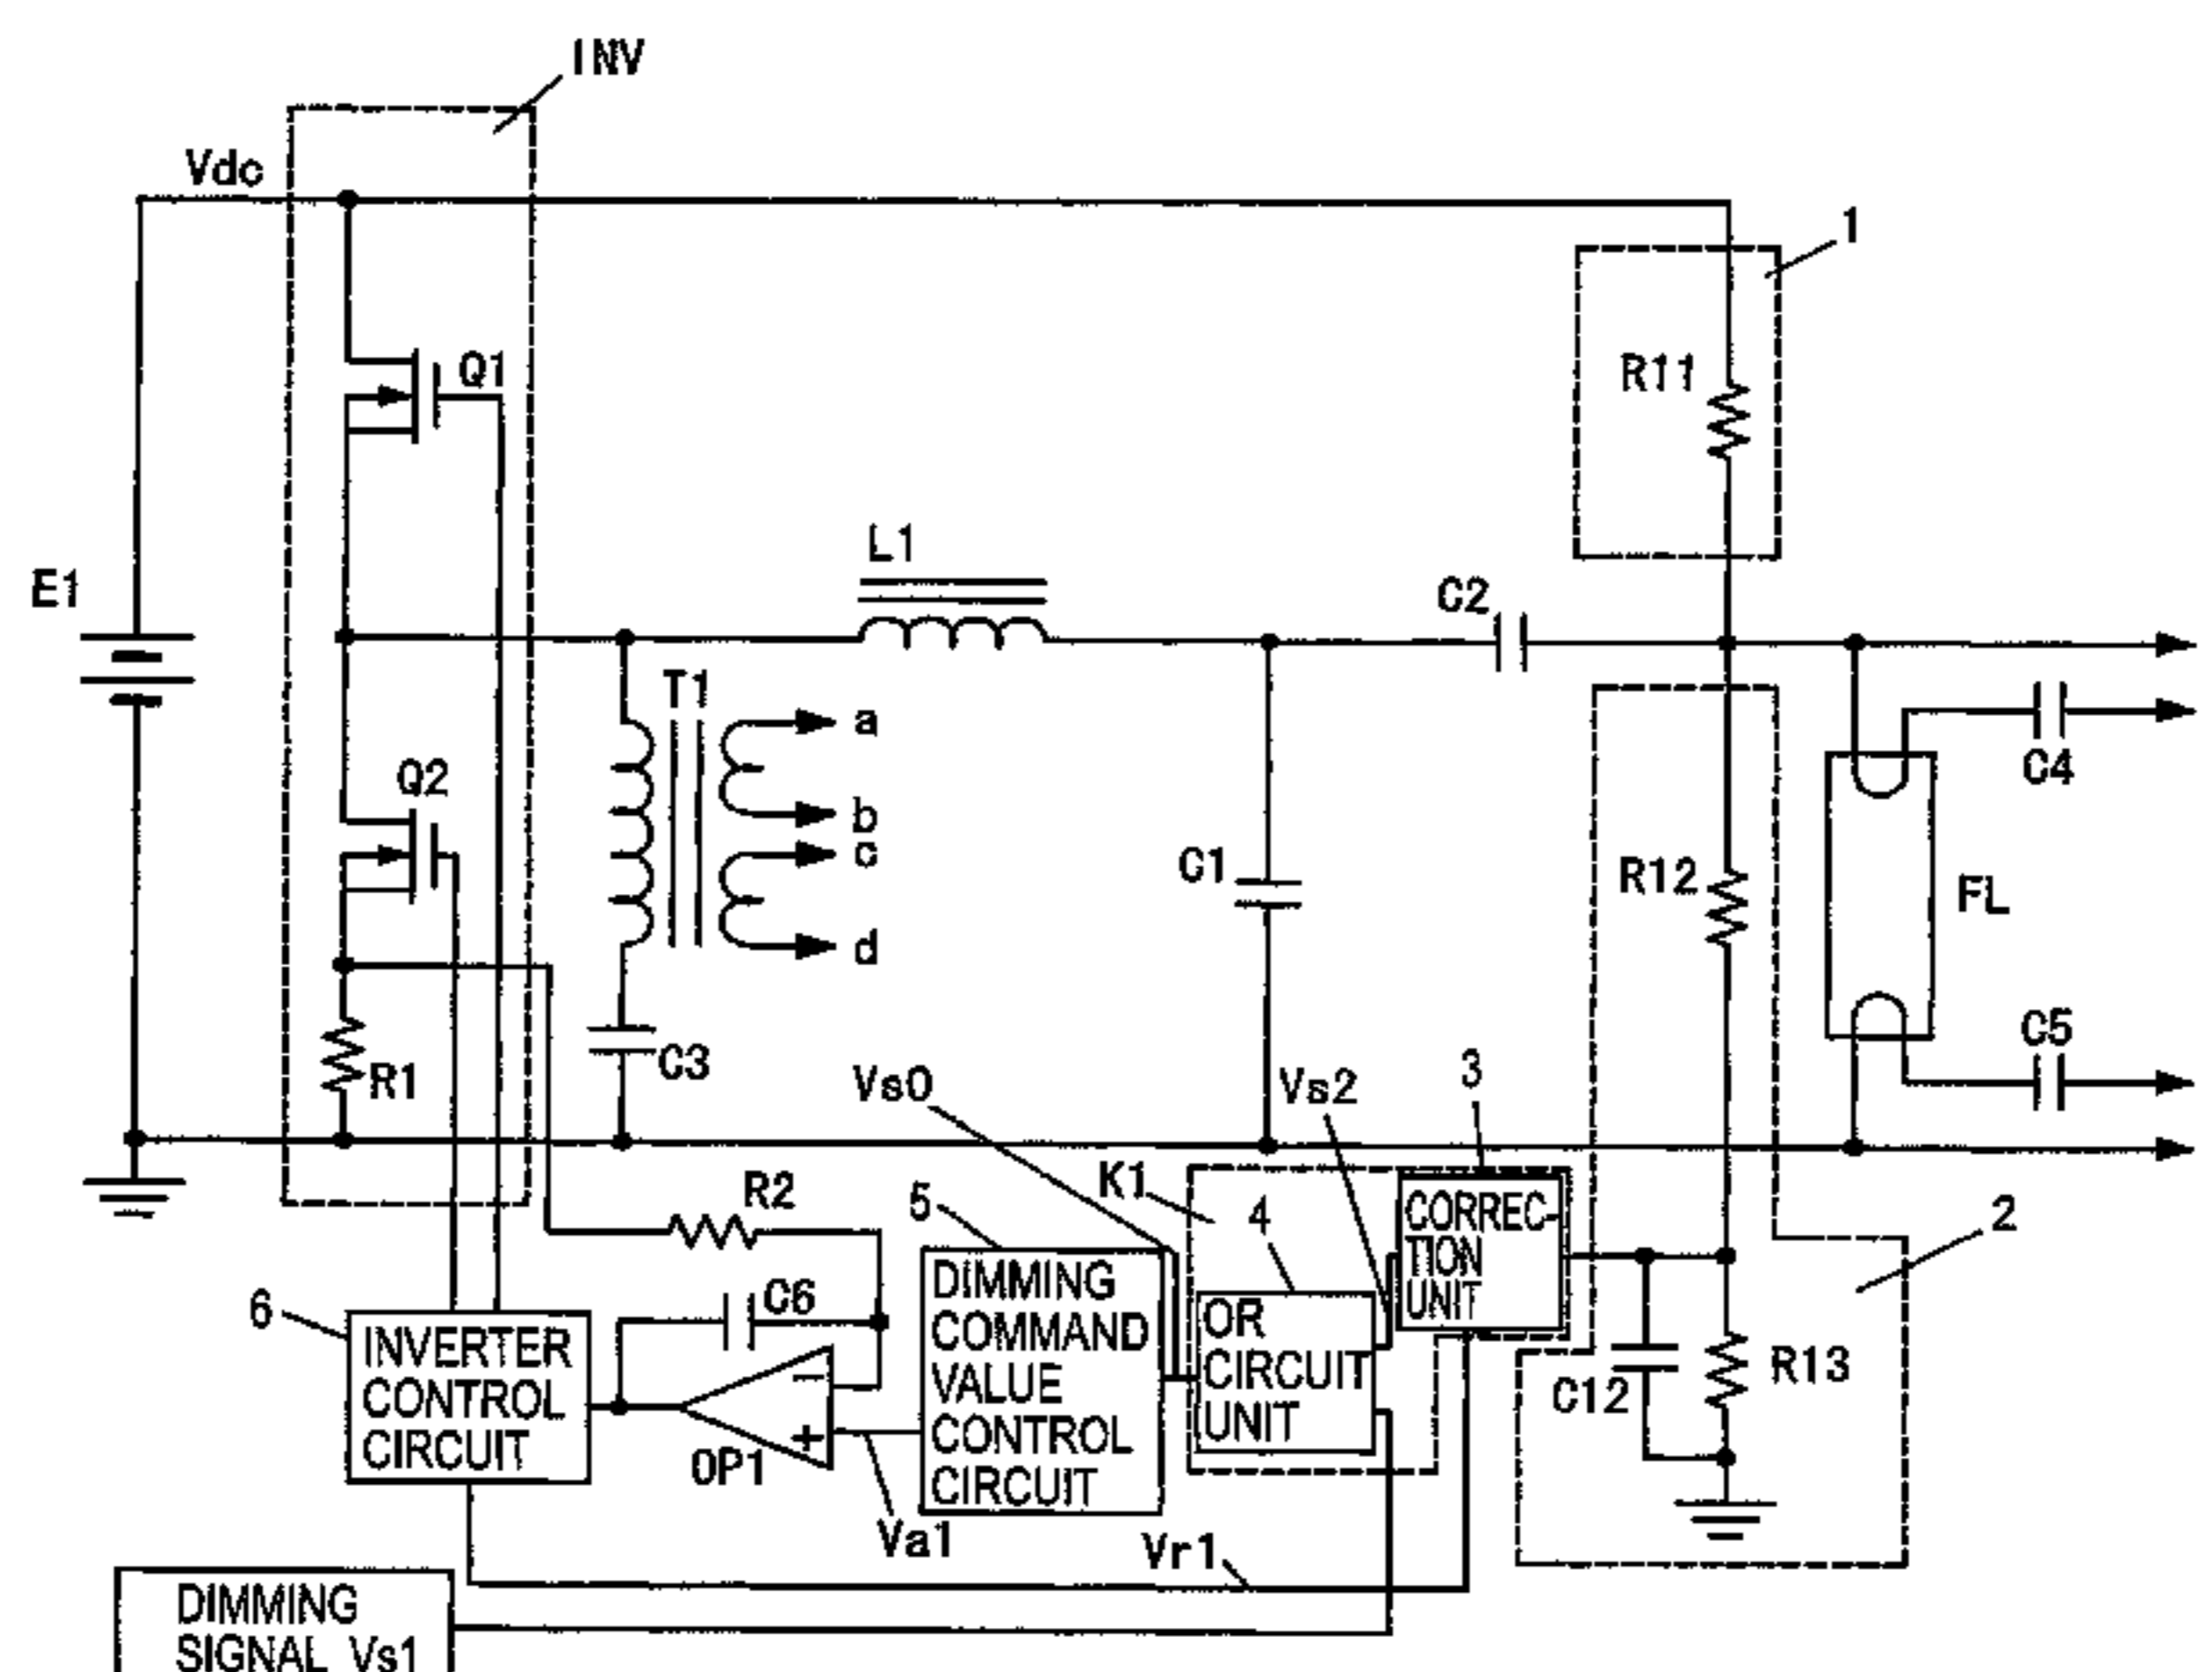 INV
Vdc
1
Q1
R11
L1
E1
C2
T1
a
Q2
b
C4
c
C1
R12
FL
d
C3
R1
C5
Vs0
Vs2
3
K1
R2
5
4
CORREC-
TION
UNIT
2
6
C6
DIMMING
COMMAND
VALUE
CONTROL
CIRCUIT
OR
CIRCUIT
UNIT
INVERTER
CONTROL
CIRCUIT
−
+
OP1
C12
R13
Va1
Vr1
DIMMING
SIGNAL Vs1